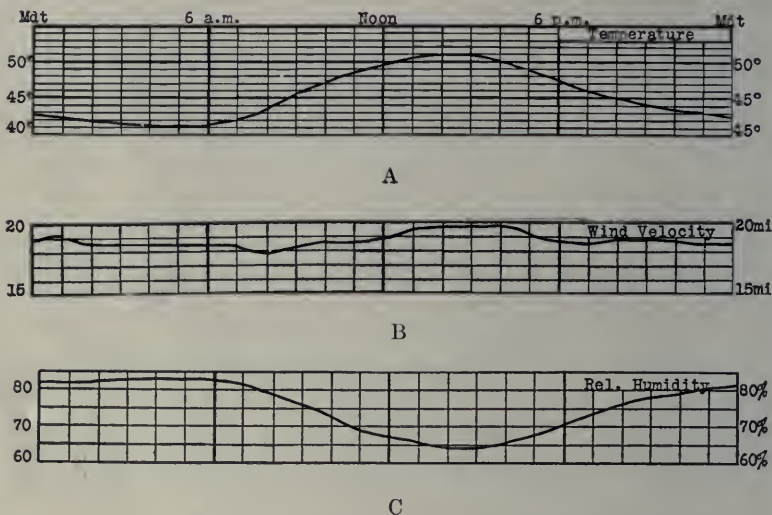 Mdt 6 a.m. Noon 6 p.m. Mdt
Temperature
50° 50°
45° 45°
40° 45°
A
20 Wind Velocity 20mi
15 15mi
B
80 Rel. Humidity 80%
70 70%
60 60%
C